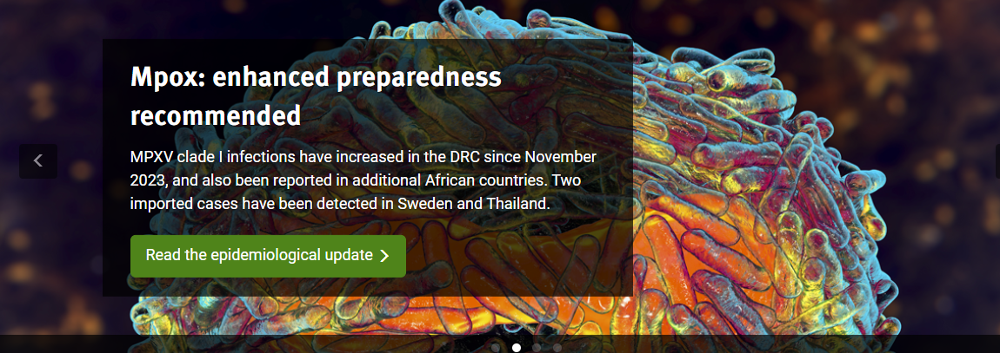 Mpox: enhanced preparedness
recommended
MPXV clade I infections have increased in the DRC since November
2023, and also been reported in additional African countries. Two
imported cases have been detected in Sweden and Thailand.
Read the epidemiological update